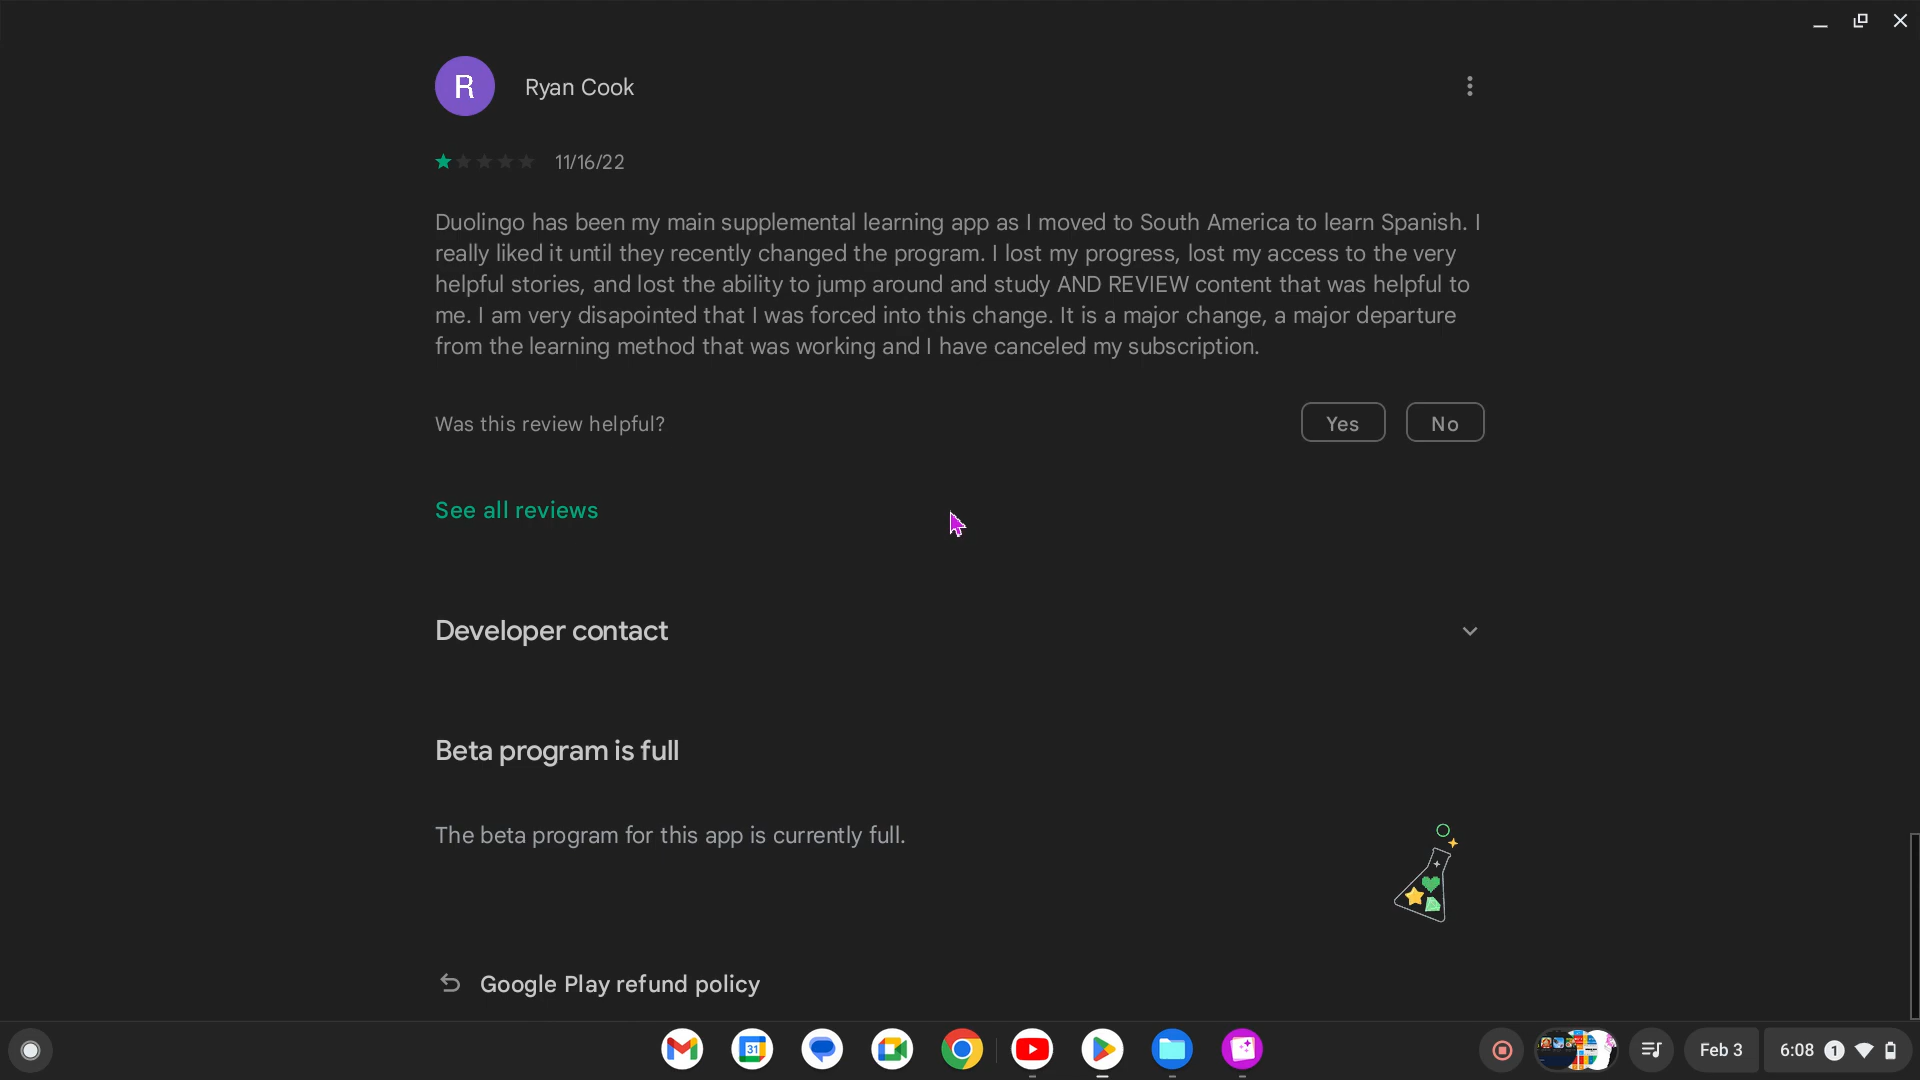 R
Ryan Cook
11/16/22
Duolingo has been my main supplemental learning app as I moved to South America to learn Spanish. I
really liked it until they recently changed the program. I lost my progress, lost my access to the very
helpful stories, and lost the ability to jump around and study AND REVIEW content that was helpful to
me. I am very disapointed that I was forced into this change. It is a major change, a major departure
from the learning method that was working and I have canceled my subscription.
Was this review helpful?
Yes
No
See all reviews
Developer contact
Beta program is full
The beta program for this app is currently full.
Google Play refund policy
31
Feb 3
6:08
1